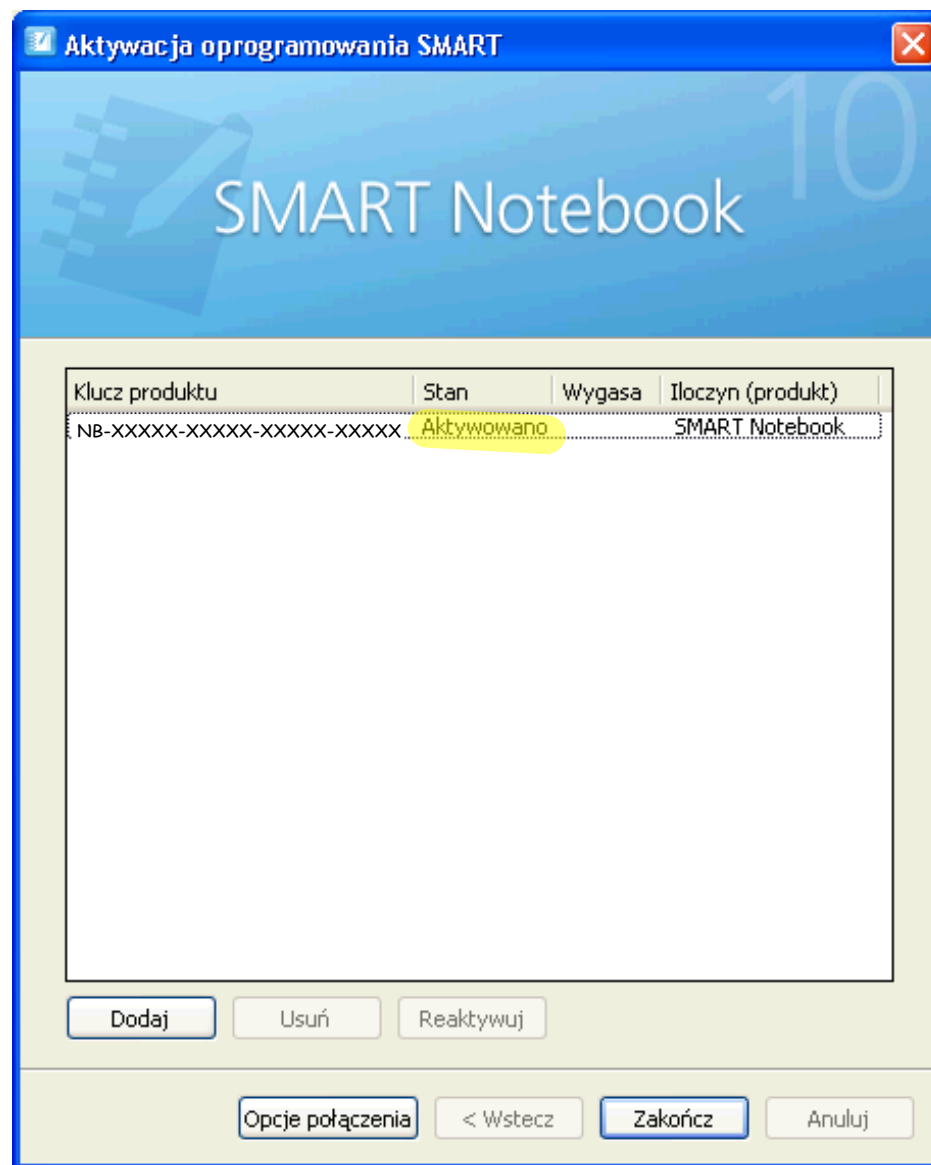 Aktywacja oprogramowania SMART
10
SMART Notebook
Klucz produktu Stan Wygasa Iloczyn (produkt)
NB-XXXXX-XXXXX-XXXXX-XXXXX Aktywowano SMART Notebook
Dodaj Usuń Reaktywuj
Opcje połączenia < Wstecz Zakończ Anuluj